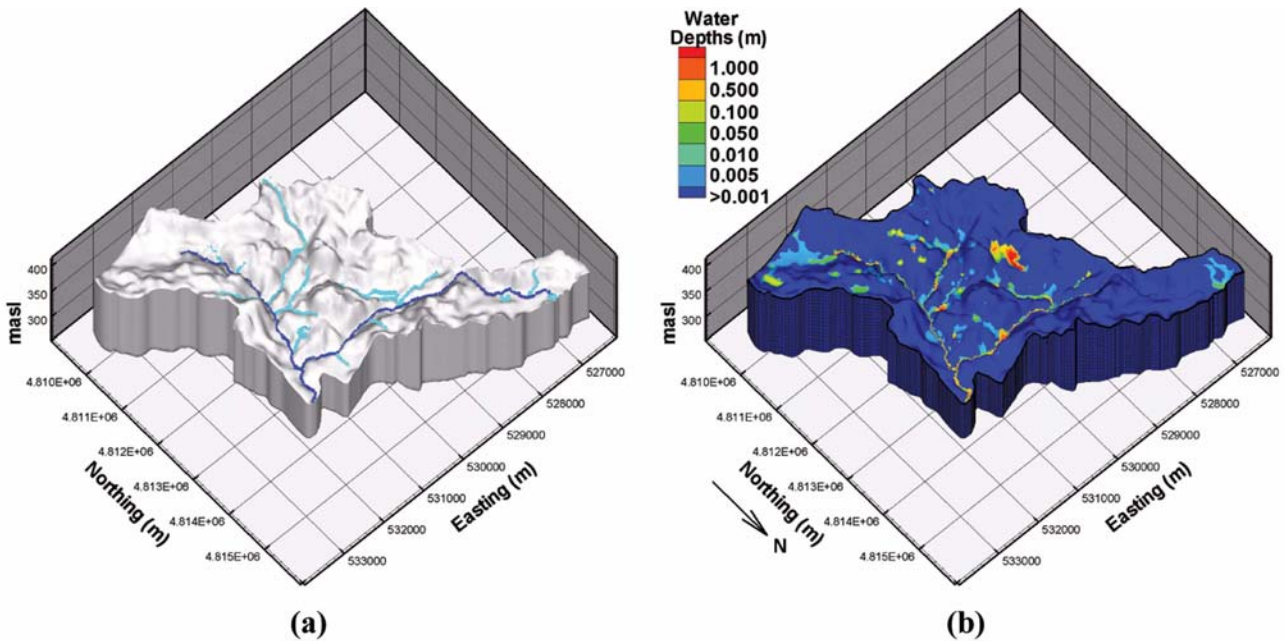 400
350
300
masl
4.810E+06
4.811E+06
4.812E+06
4.813E+06
4.814E+06
4.815E+06
Northing (m)
527000
528000
529000
530000
531000
532000
533000
Easting (m)
(a)
Water
Depths (m)
1.000
0.500
0.100
0.050
0.010
0.005
>0.001
400
350
300
masl
4.810E+06
4.811E+06
4.812E+06
4.813E+06
4.814E+06
4.815E+06
Northing (m)
N
527000
528000
529000
530000
531000
532000
533000
Easting (m)
(b)